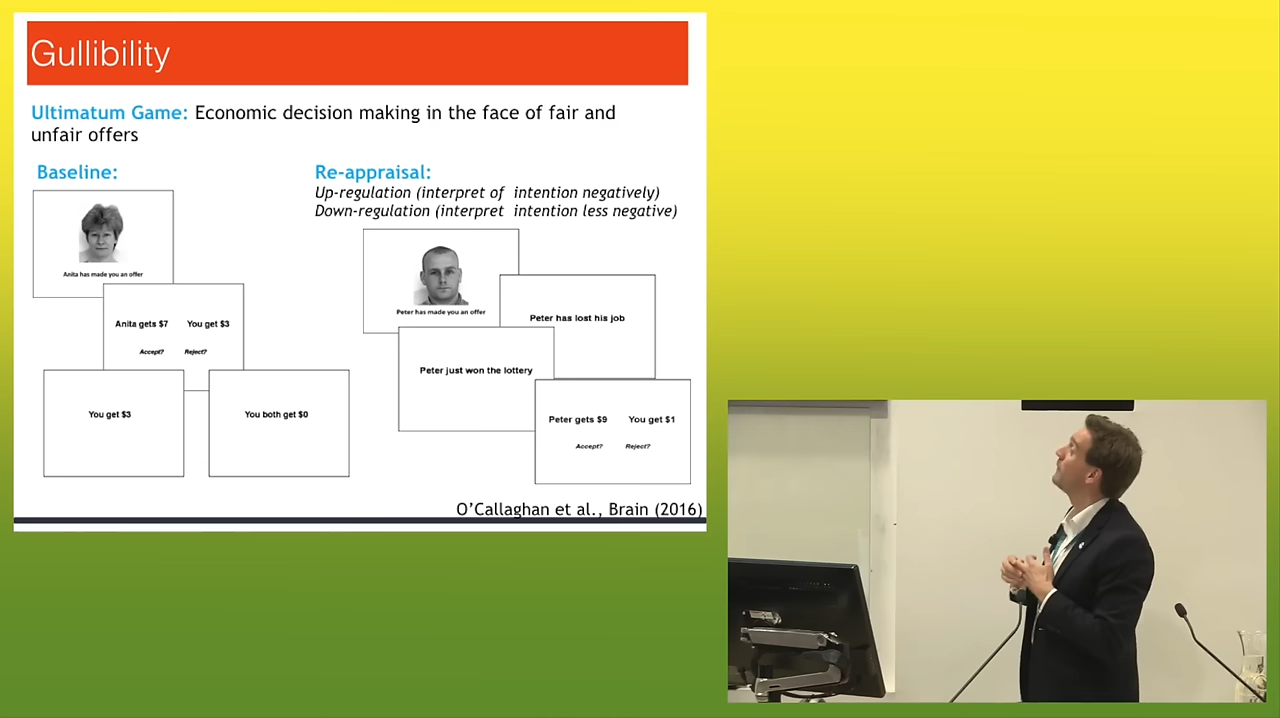 Gullibility
Ultimatum Game: Economic decision making in the face of fair and
unfair offers
Baseline:
Anita has made you an offer
Anita gets $7 You get $3
Accept? Reject?
You get $3
You both get $0
Re-appraisal:
Up-regulation (interpret of intention negatively)
Down-regulation (interpret intention less negative)
Peter has made you an offer
Peter has lost his job
Peter just won the lottery
Peter gets $9 You get $1
Accept? Reject?
O'Callaghan et al., Brain (2016)